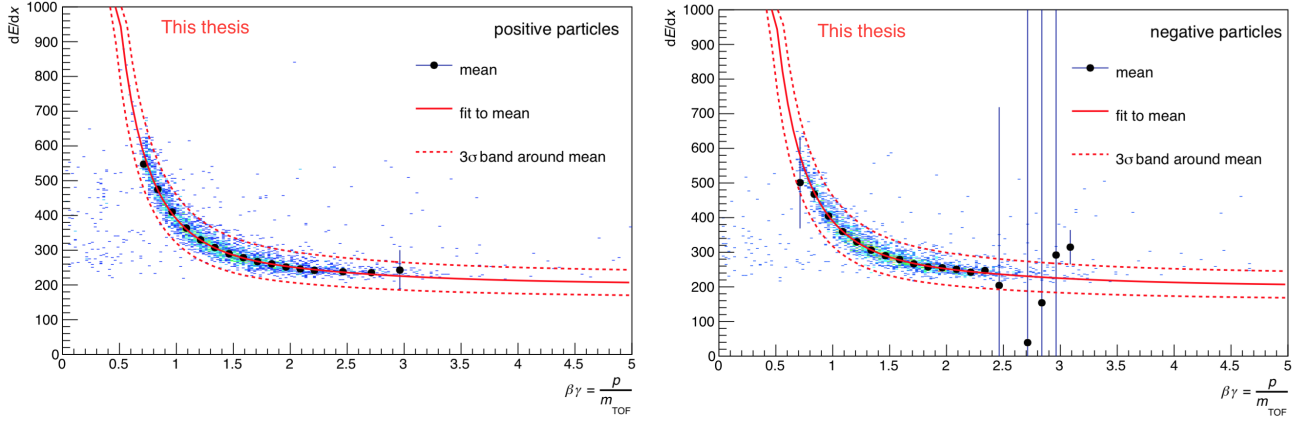 dE/dx
This thesis
positive particles
mean
fit to mean
3σ band around mean
1000
900
800
700
600
500
400
300
200
100
0
0 0.5 1 1.5 2 2.5 3 3.5 4 4.5 5
βγ = p / m TOF
dE/dx
This thesis
negative particles
mean
fit to mean
3σ band around mean
1000
900
800
700
600
500
400
300
200
100
0
0 0.5 1 1.5 2 2.5 3 3.5 4 4.5 5
βγ = p / m TOF